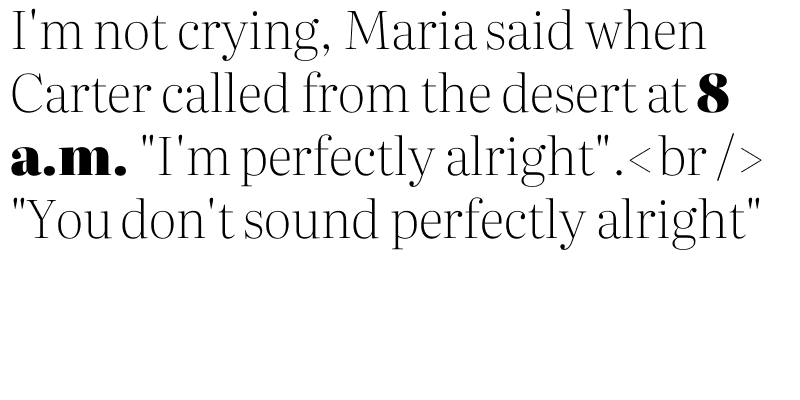 I'm not crying, Maria said when
Carter called from the desert at 8
a.m. "I'm perfectly alright".<br />
"You don't sound perfectly alright"